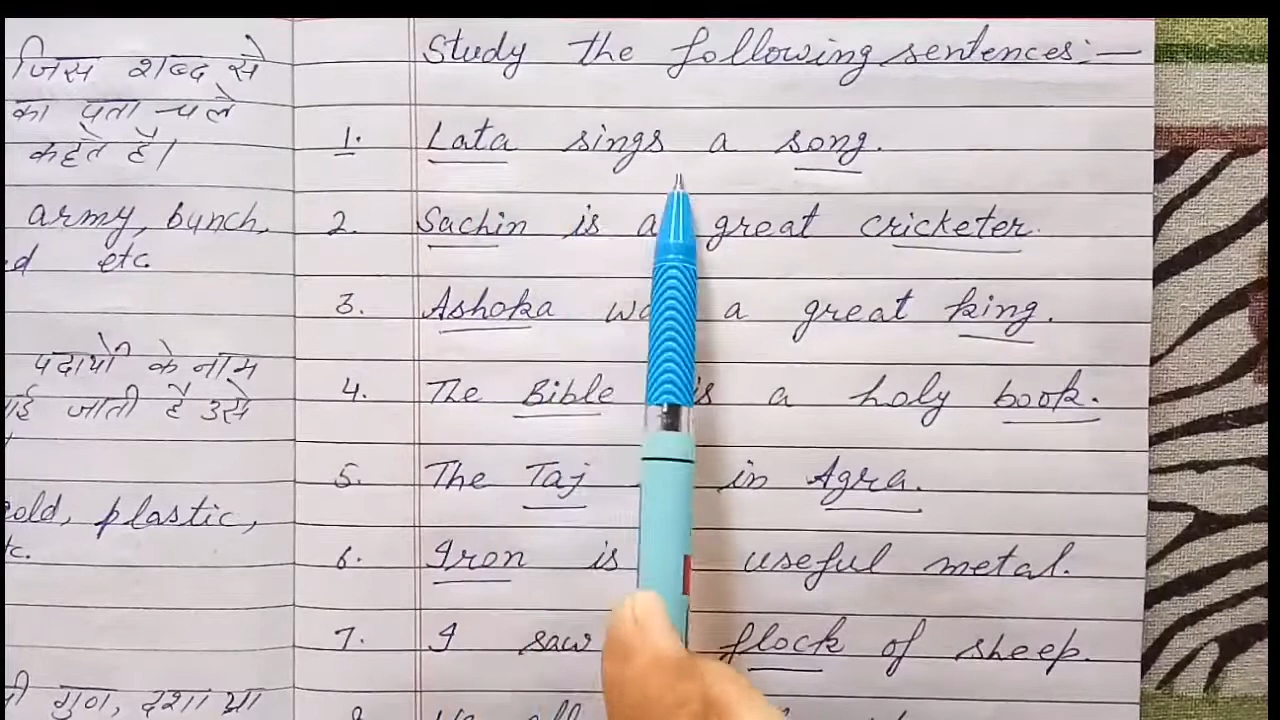 जिस शब्द से
का पता चले
कहते है।
army, bunch,
etc
पदार्थो के नाम
जाती है उसे
plastic,
गुण, दशा या
Study the following sentences:—
1. Lata sings a song.
2. Sachin is a great cricketer.
3. Ashoka a great king.
4. The Bible is a holy book.
5. The Taj in Agra.
6. Iron is useful metal.
7. I saw flock of sheep.